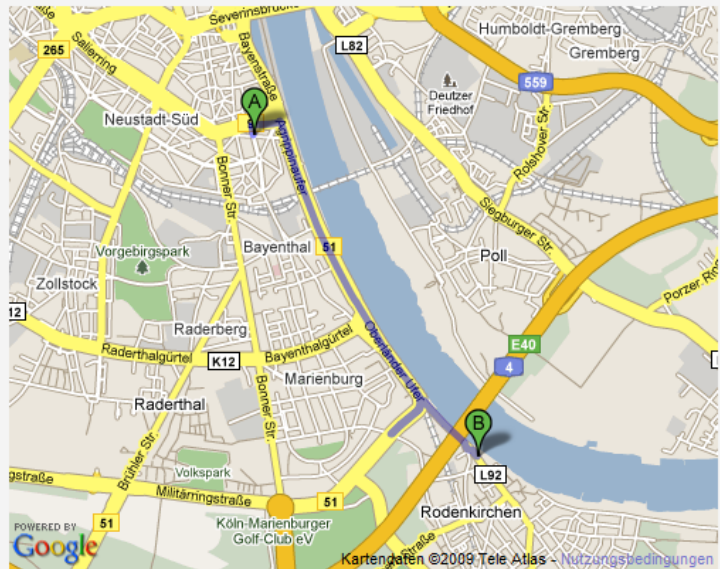 Severinsbrücke
Humboldt-Gremberg
L82
265
Salierring
Bayenstraße
Gremberg
559
Deutzer
Friedhof
A
Neustadt-Süd
Agrippinaufer
Rolshover Str.
Bonner Str.
Siegburger Str.
Vorgebirgspark
Bayenthal
51
Poll
Zollstock
Porzer
12
Raderberg
E40
Raderthalgürtel
K12
Bayenthalgürtel
Oberländer Ufer
4
Marienburg
Raderthal
Bonner Str.
B
Brühler Str.
Volkspark
L92
gstraße
Militärringstraße
51
51
Rodenkirchen
Köln-Marienburger
Golf-Club eV
POWERED BY
Google
Straße
Kartendaten ©2009 Tele Atlas - Nutzungsbedingungen